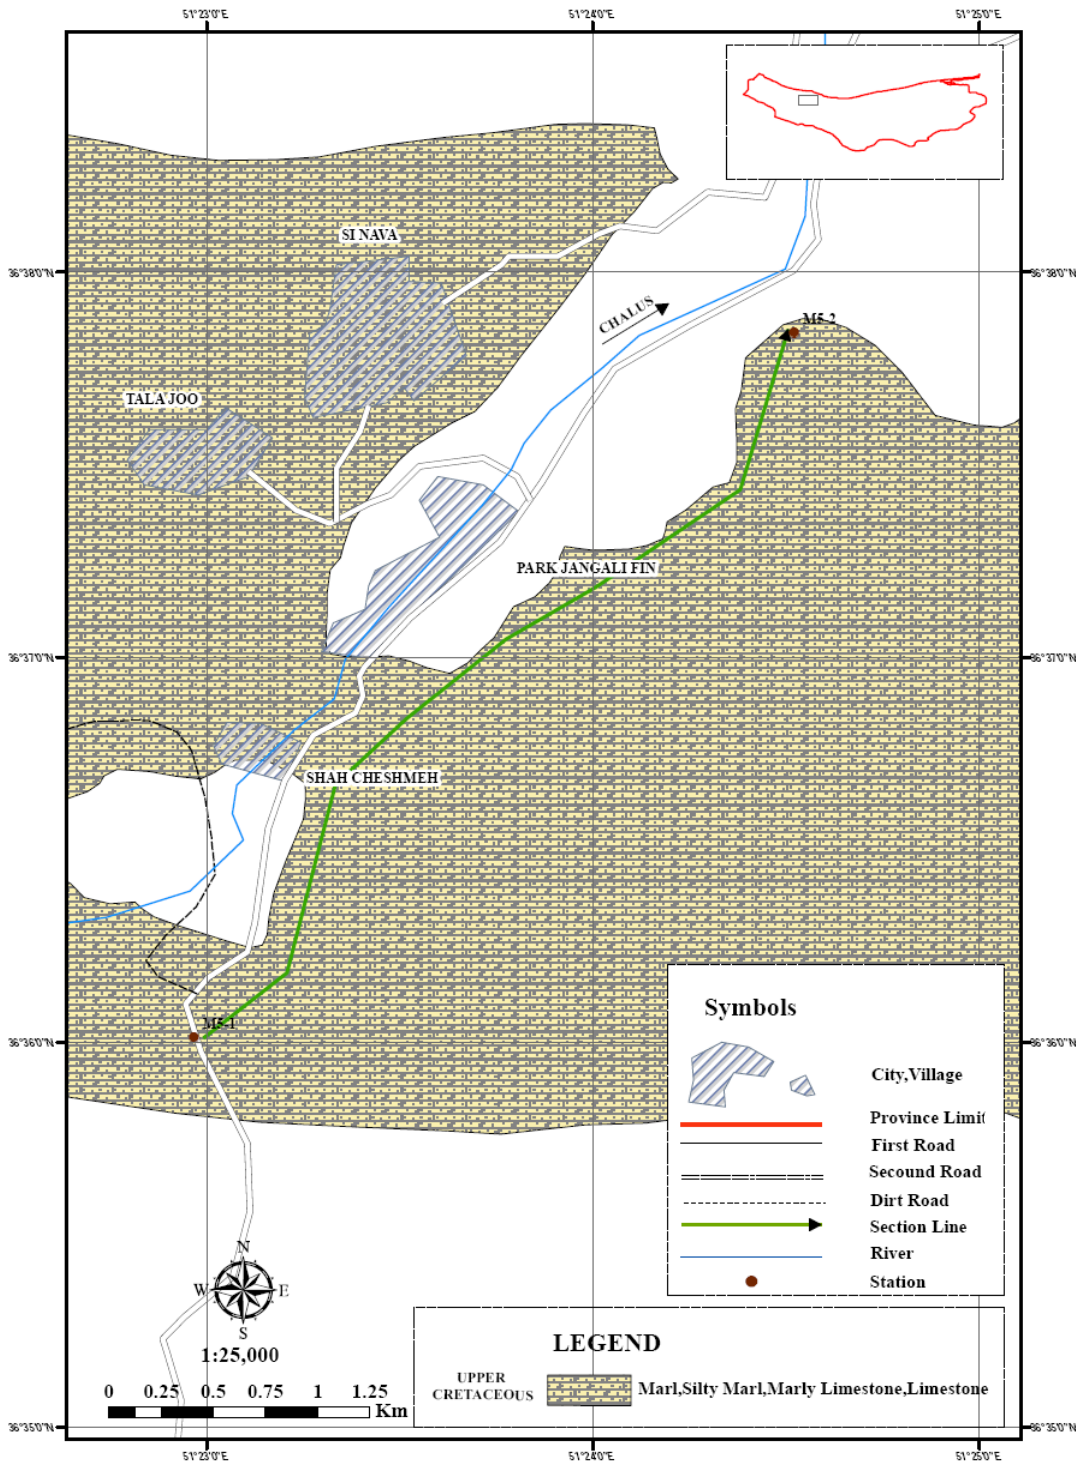 51°23'0"E
51°24'0"E
51°25'0"E
SI NAVA
36°38'0"N
36°38'0"N
CHALUS
M5-2
TALA JOO
PARK JANGALI FIN
36°37'0"N
36°37'0"N
SHAH CHESHMEH
M5-1
36°36'0"N
36°36'0"N
Symbols
City,Village
Province Limit
First Road
Secound Road
Dirt Road
Section Line
River
Station
N
W
E
S
1:25,000
0 0.25 0.5 0.75 1 1.25
Km
LEGEND
UPPER
CRETACEOUS
Marl,Silty Marl,Marly Limestone,Limestone
36°35'0"N
36°35'0"N
51°23'0"E
51°24'0"E
51°25'0"E